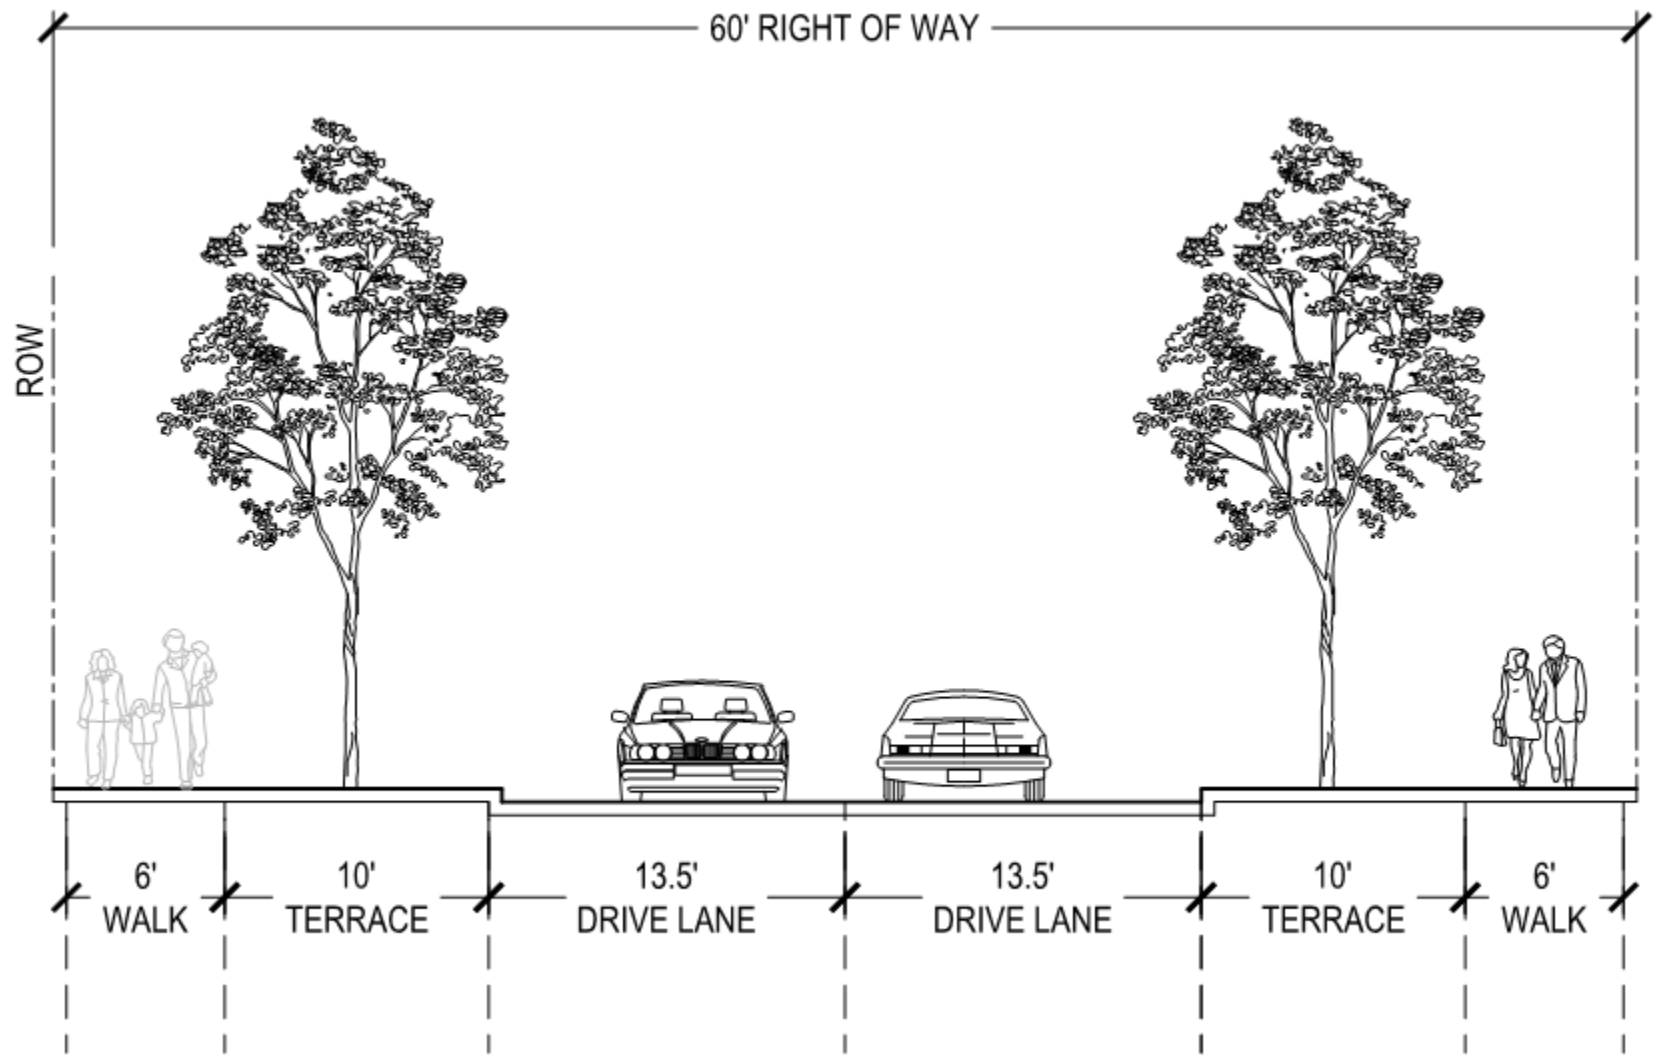 60' RIGHT OF WAY
ROW
6'
WALK
10'
TERRACE
13.5'
DRIVE LANE
13.5'
DRIVE LANE
10'
TERRACE
6'
WALK